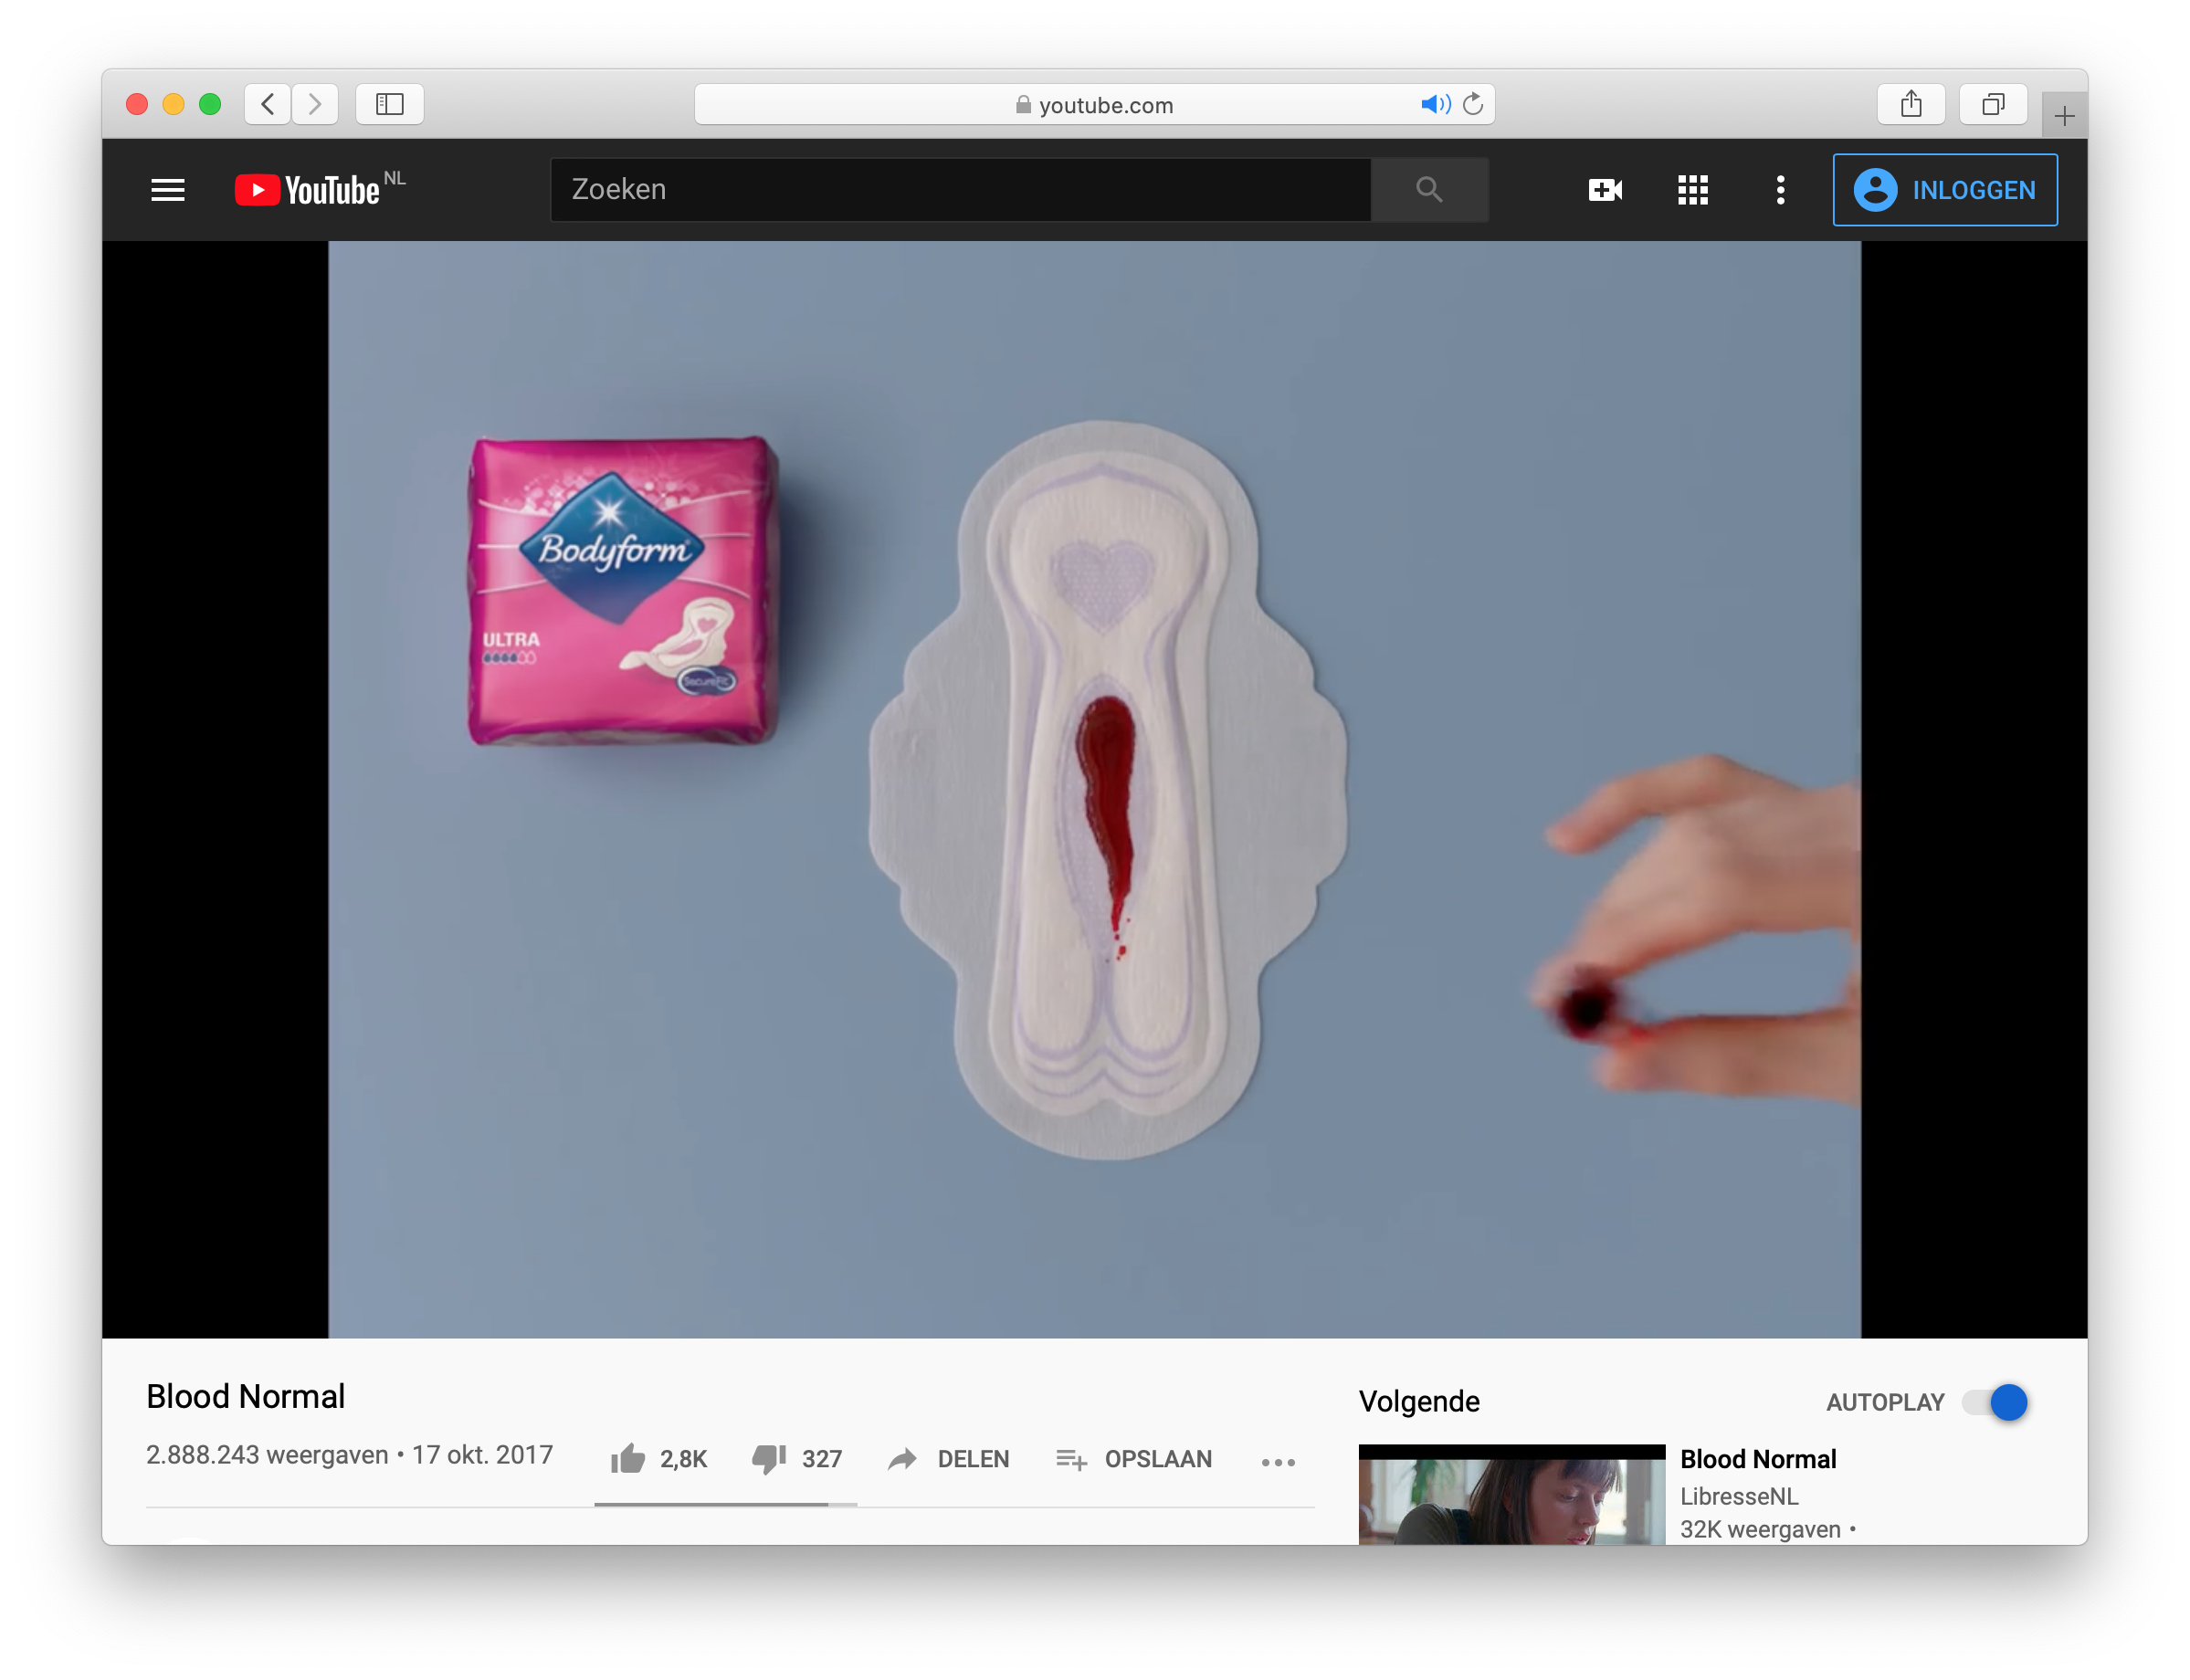 youtube.com
YouTube NL
Zoeken
INLOGGEN
Bodyform
ULTRA
SecureFit
Blood Normal
2.888.243 weergaven • 17 okt. 2017
2,8K
327
DELEN
OPSLAAN
Volgende
AUTOPLAY
Blood Normal
LibresseNL
32K weergaven •